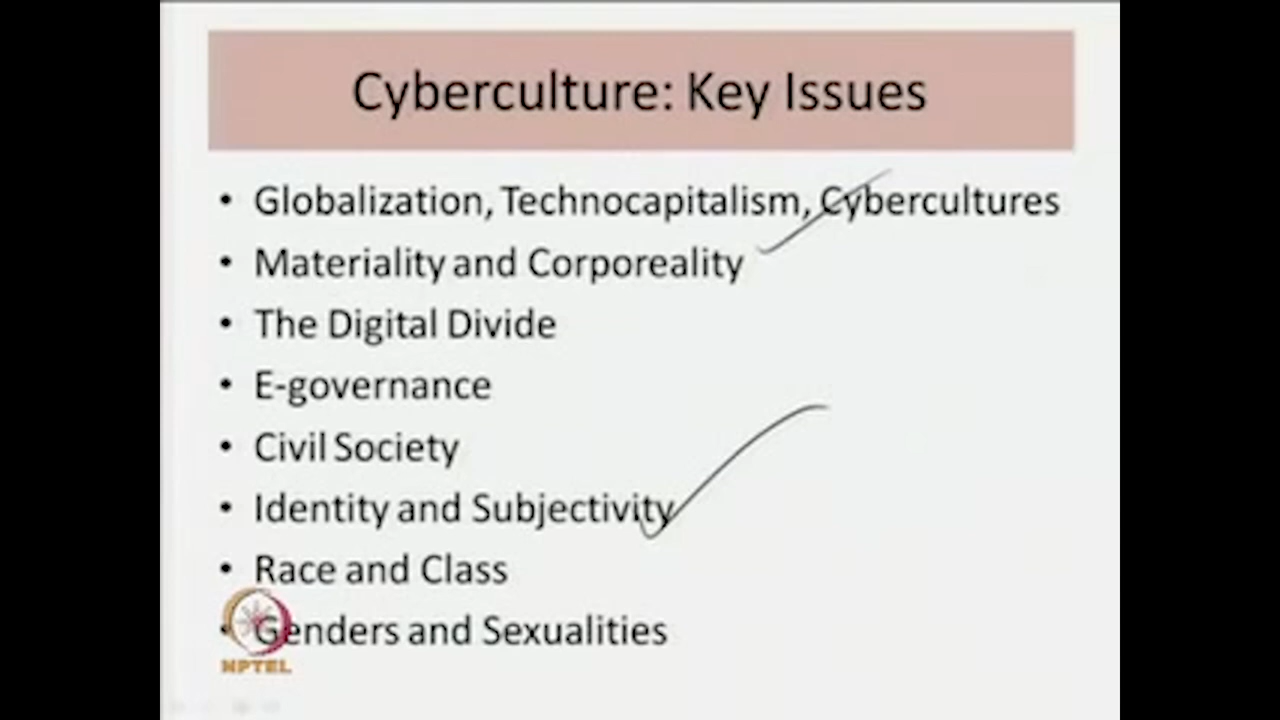 Cyberculture: Key Issues
• Globalization, Technocapitalism, Cybercultures
• Materiality and Corporeality
• The Digital Divide
• E-governance
• Civil Society
• Identity and Subjectivity
• Race and Class
• Genders and Sexualities
NPTEL